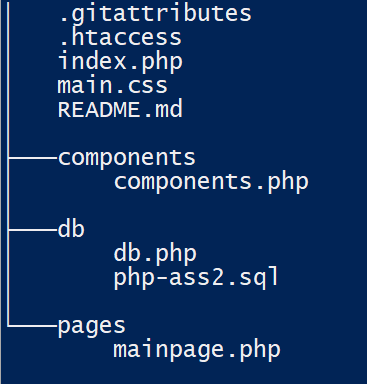 .gitattributes
.htaccess
index.php
main.css
README.md
components
components.php
db
db.php
php-ass2.sql
pages
mainpage.php